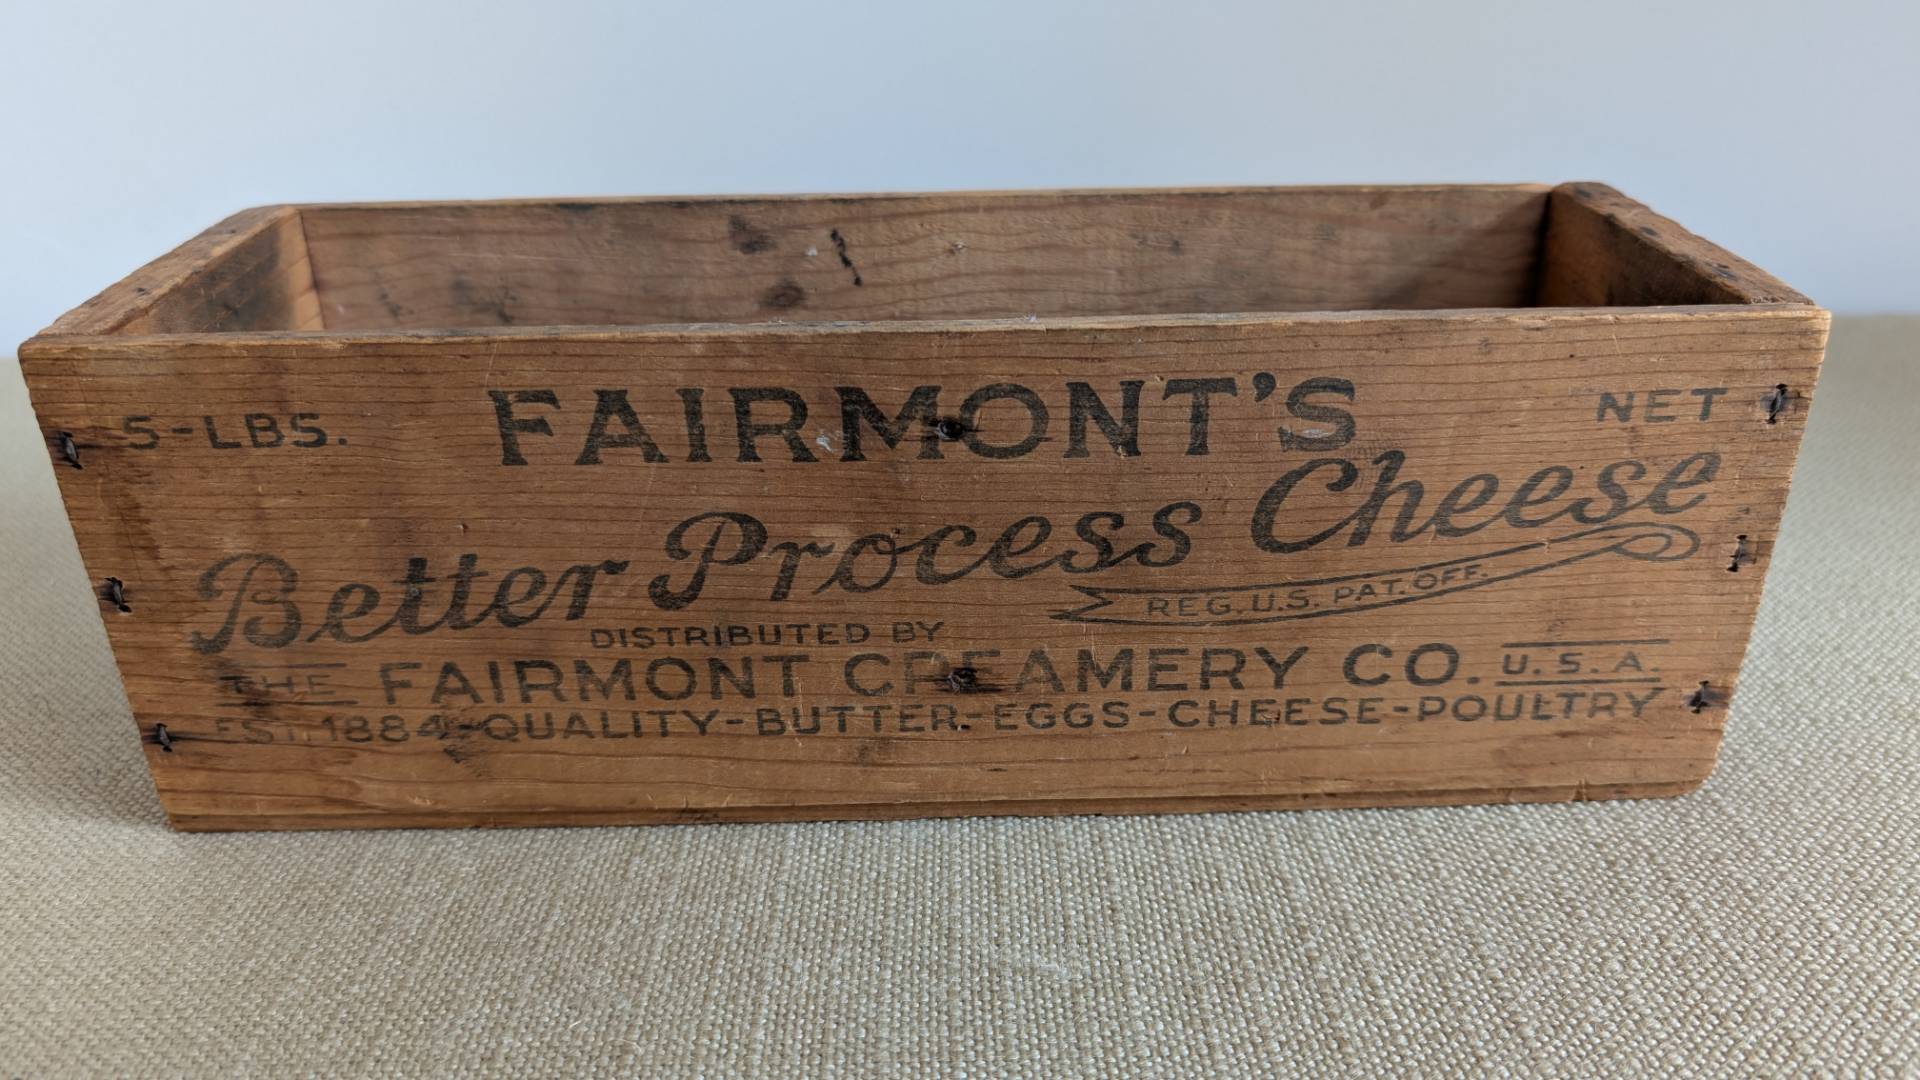 5-LBS. FAIRMONT'S NET
Better Process Cheese
REG. U.S. PAT. OFF.
DISTRIBUTED BY
THE FAIRMONT CREAMERY CO. U.S.A.
EST. 1884-QUALITY-BUTTER-EGGS-CHEESE-POULTRY